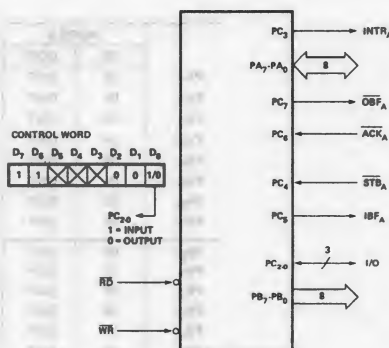 PC3 INTRA
PA7-PA0 8
PC7 OBFA
PC6 ACKA
CONTROL WORD
D7 D6 D5 D4 D3 D2 D1 D0
1 1 0 0 1/0
PC4 STBA
PC5 IBFA
PC2-0
1 = INPUT
0 = OUTPUT
PC2-0 3 I/O
RD
PB7-PB0 8
WR